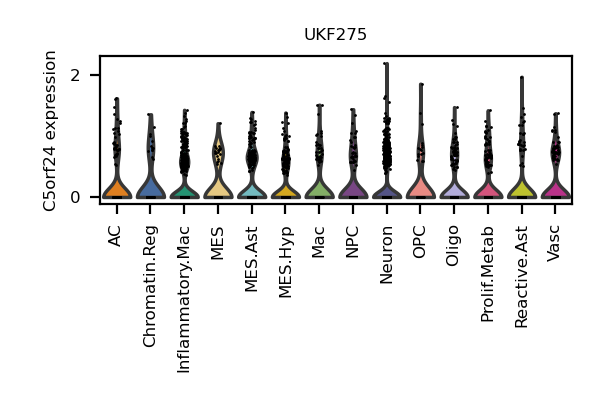 UKF275
C5orf24 expression
2
0
AC
Chromatin.Reg
Inflammatory.Mac
MES
MES.Ast
MES.Hyp
Mac
NPC
Neuron
OPC
Oligo
Prolif.Metab
Reactive.Ast
Vasc